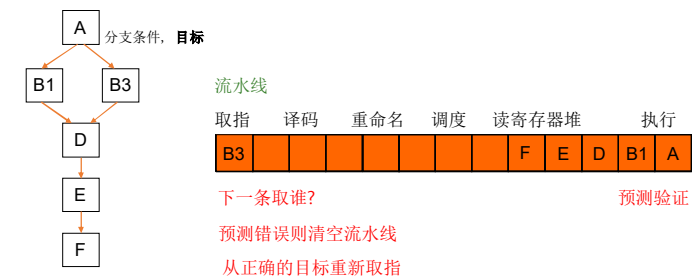 A
分支条件，目标
B1 B3
D
E
F
流水线
取指 译码 重命名 调度 读寄存器堆 执行
B3 F E D B1 A
下一条取谁? 预测验证
预测错误则清空流水线
从正确的目标重新取指